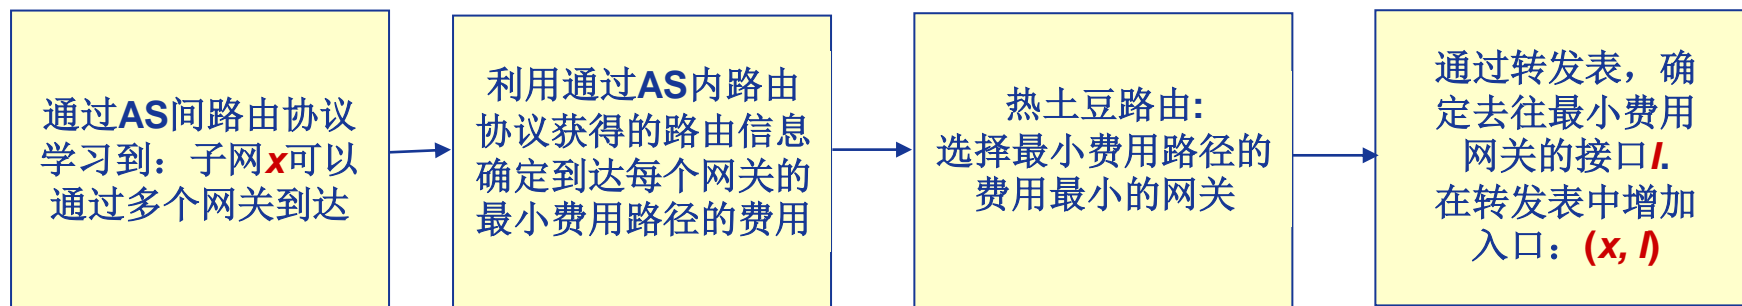 通过AS间路由协议
学习到：子网x可以
通过多个网关到达
利用通过AS内路由
协议获得的路由信息
确定到达每个网关的
最小费用路径的费用
热土豆路由:
选择最小费用路径的
费用最小的网关
通过转发表，确
定去往最小费用
网关的接口I.
在转发表中增加
入口：(x, I)